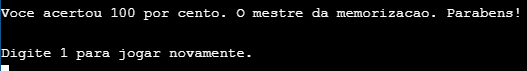 Voce acertou 100 por cento. O mestre da memorizacao. Parabens!
Digite 1 para jogar novamente.